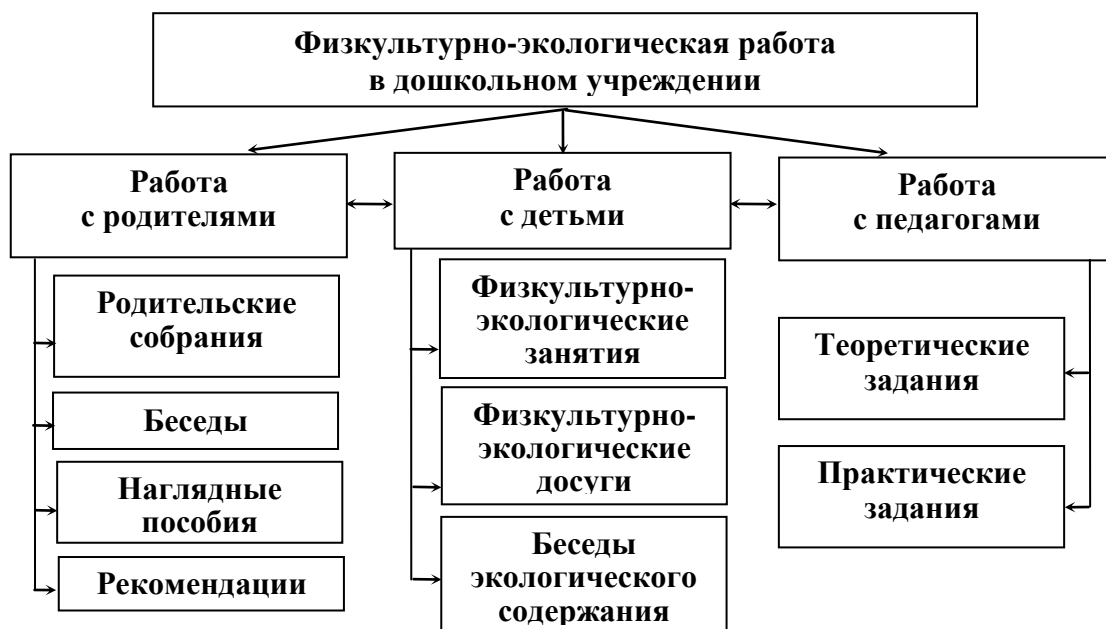 Физкультурно-экологическая работа
в дошкольном учреждении
Работа
с родителями
Работа
с детьми
Работа
с педагогами
Родительские
собрания
Беседы
Наглядные
пособия
Рекомендации
Физкультурно-
экологические
занятия
Физкультурно-
экологические
досуги
Беседы
экологического
содержания
Теоретические
задания
Практические
задания